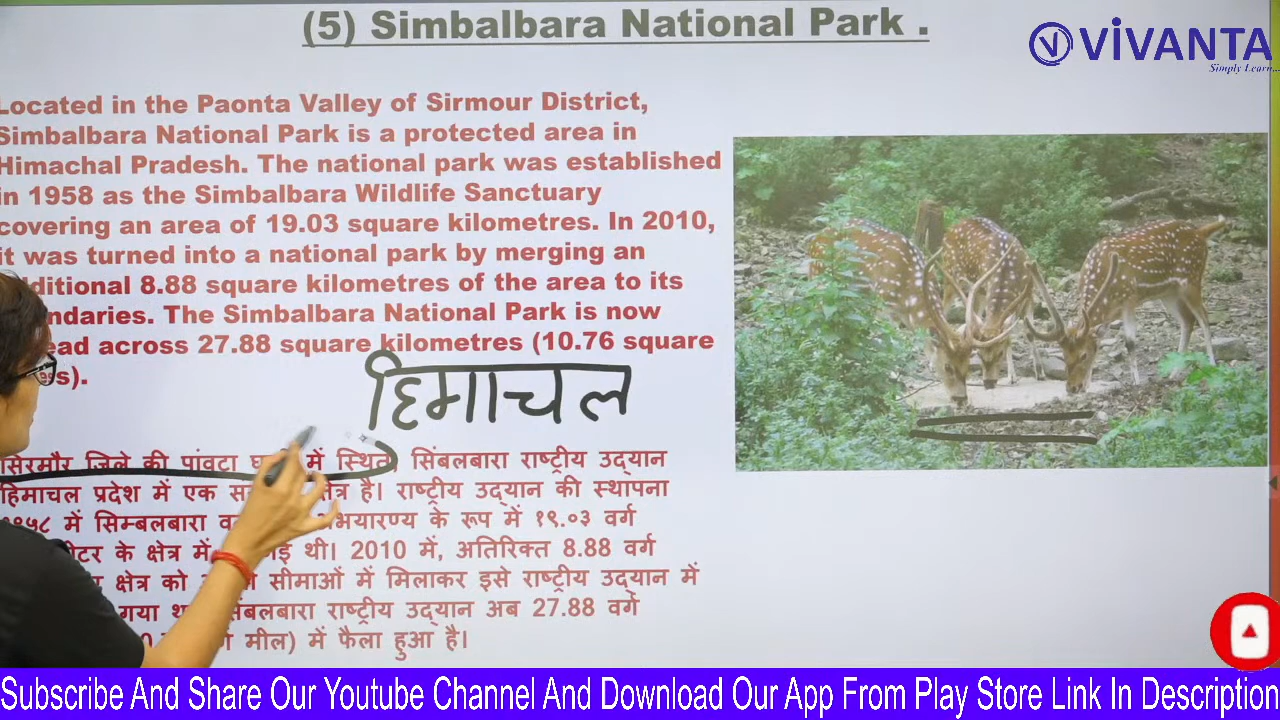 (5) Simbalbara National Park .
VIVANTA
Simply Learn...
Located in the Paonta Valley of Sirmour District,
Simbalbara National Park is a protected area in
Himachal Pradesh. The national park was established
in 1958 as the Simbalbara Wildlife Sanctuary
covering an area of 19.03 square kilometres. In 2010,
it was turned into a national park by merging an
dditional 8.88 square kilometres of the area to its
ndaries. The Simbalbara National Park is now
ead across 27.88 square kilometres (10.76 square
s).
हिमाचल
सिरमौर जिले की पांवटा में स्थित, सिंबलबारा राष्ट्रीय उद्यान
हिमाचल प्रदेश में एक क्षेत्र है। राष्ट्रीय उद्यान की स्थापना
१९५८ में सिम्बलबारा भयारण्य के रूप में १९.०३ वर्ग
टर के क्षेत्र में थी। 2010 में, अतिरिक्त 8.88 वर्ग
क्षेत्र को सीमाओं में मिलाकर इसे राष्ट्रीय उद्यान में
गया सिंबलबारा राष्ट्रीय उद्यान अब 27.88 वर्ग
मील) में फैला हुआ है।
Subscribe And Share Our Youtube Channel And Download Our App From Play Store Link In Description